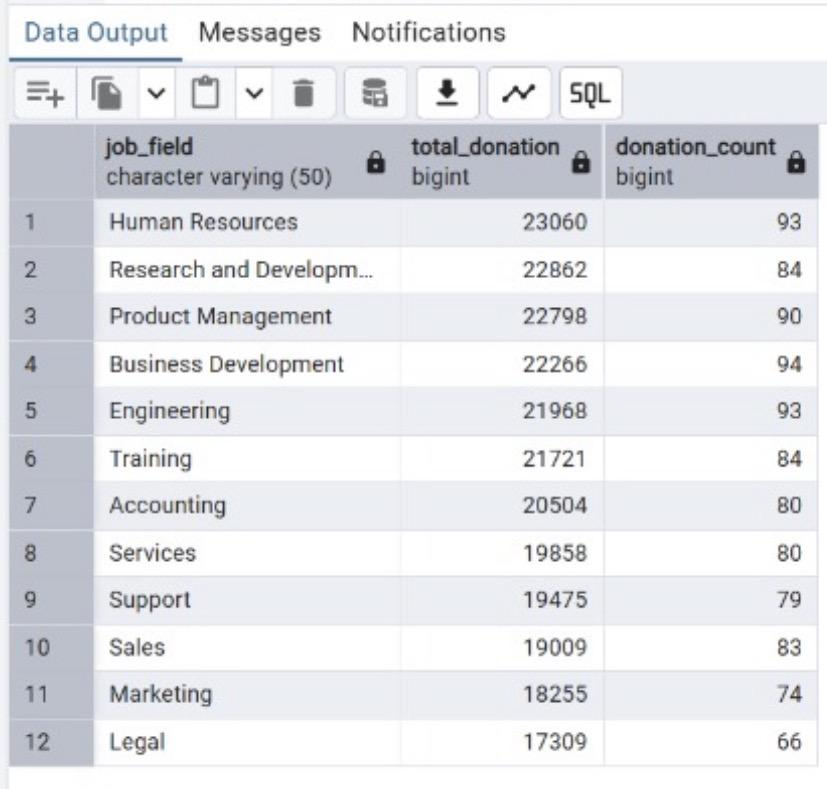 Data Output Messages Notifications
SQL
job_field total_donation donation_count
character varying (50) bigint bigint
1 Human Resources 23060 93
2 Research and Developm... 22862 84
3 Product Management 22798 90
4 Business Development 22266 94
5 Engineering 21968 93
6 Training 21721 84
7 Accounting 20504 80
8 Services 19858 80
9 Support 19475 79
10 Sales 19009 83
11 Marketing 18255 74
12 Legal 17309 66